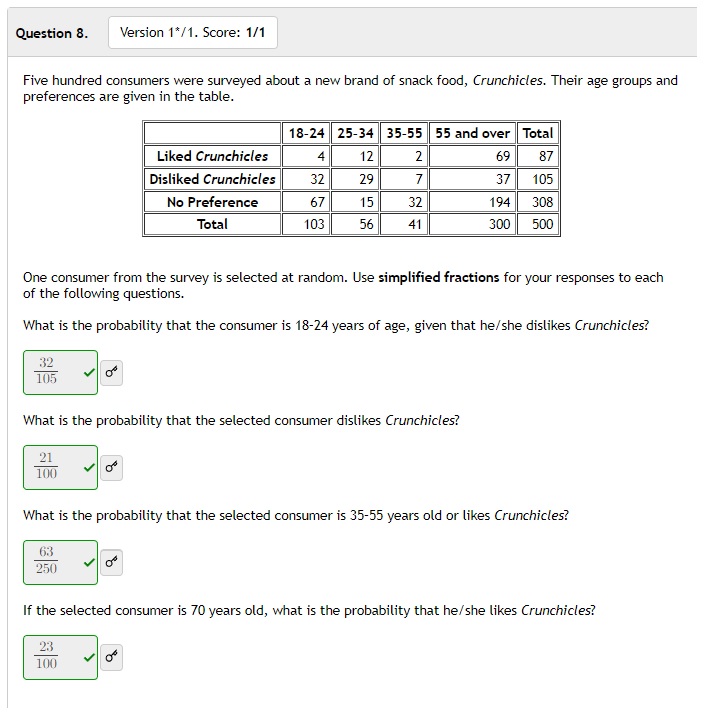 Question 8.
Version 1*/1. Score: 1/1
Five hundred consumers were surveyed about a new brand of snack food, Crunchicles. Their age groups and
preferences are given in the table.
18-24 25-34 35-55 55 and over Total
Liked Crunchicles 4 12 2 69 87
Disliked Crunchicles 32 29 7 37 105
No Preference 67 15 32 194 308
Total 103 56 41 300 500
One consumer from the survey is selected at random. Use simplified fractions for your responses to each
of the following questions.
What is the probability that the consumer is 18-24 years of age, given that he/she dislikes Crunchicles?
32
105
What is the probability that the selected consumer dislikes Crunchicles?
21
100
What is the probability that the selected consumer is 35-55 years old or likes Crunchicles?
63
250
If the selected consumer is 70 years old, what is the probability that he/she likes Crunchicles?
23
100